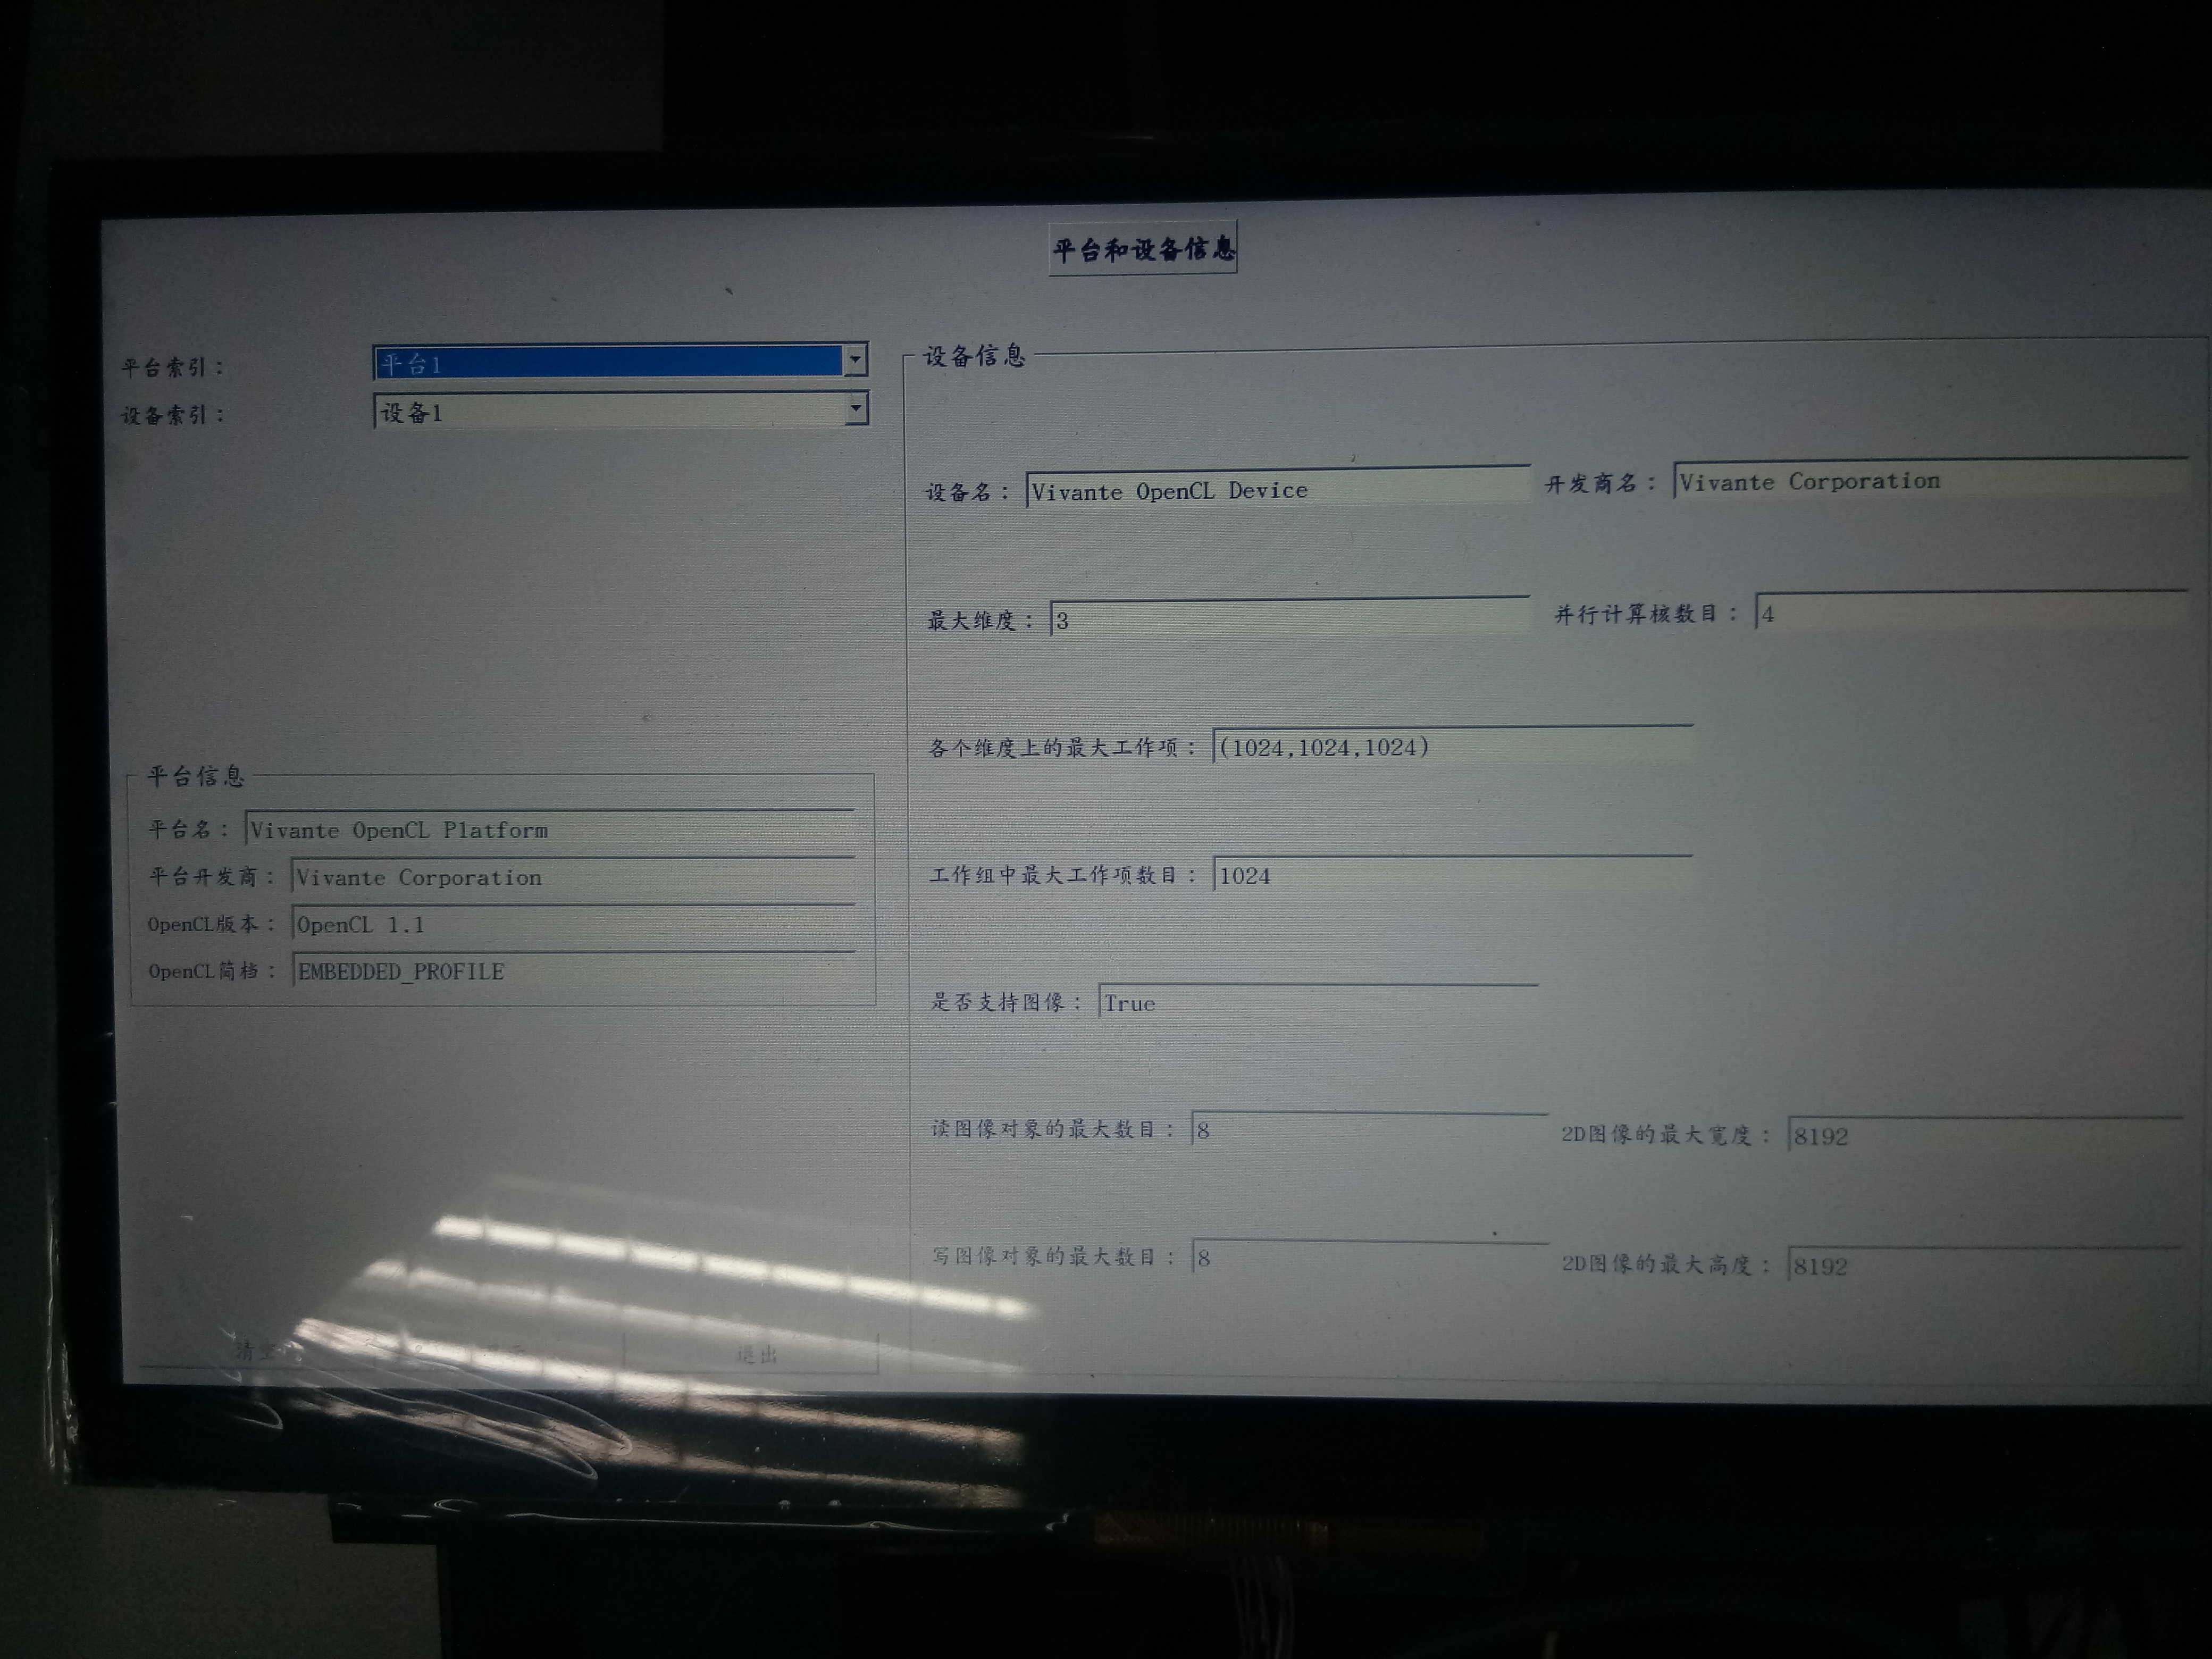 平台和设备信息
平台索引： 平台1
设备索引： 设备1
平台信息
平台名： Vivante OpenCL Platform
平台开发商： Vivante Corporation
OpenCL版本： OpenCL 1.1
OpenCL简档： EMBEDDED_PROFILE
清空
退出
设备信息
设备名： Vivante OpenCL Device 开发商名： Vivante Corporation
最大维度： 3 并行计算核数目： 4
各个维度上的最大工作项： (1024,1024,1024)
工作组中最大工作项数目： 1024
是否支持图像： True
读图像对象的最大数目： 8 2D图像的最大宽度： 8192
写图像对象的最大数目： 8 2D图像的最大高度： 8192